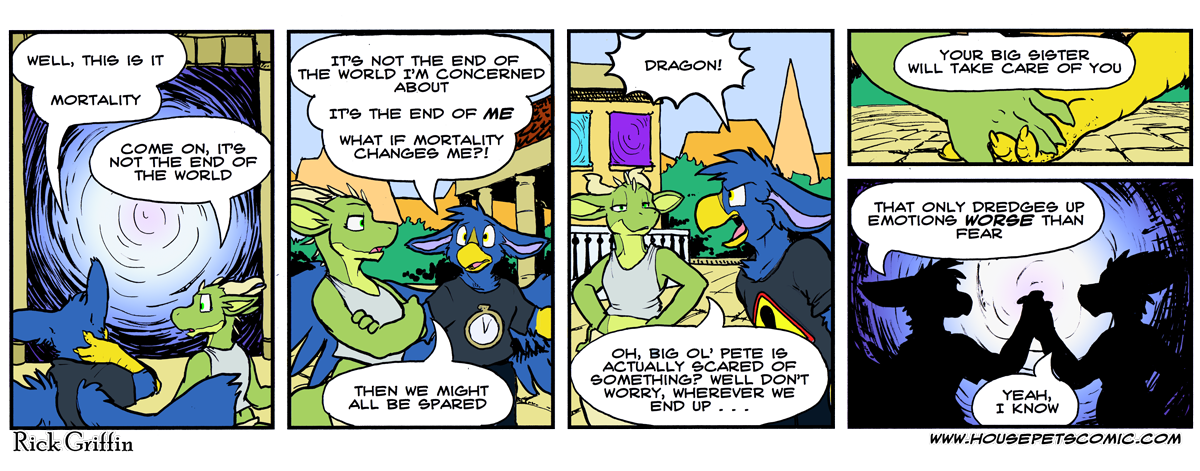 WELL, THIS IS IT
MORTALITY
COME ON, IT'S
NOT THE END OF
THE WORLD
IT'S NOT THE END OF
THE WORLD I'M CONCERNED
ABOUT
IT'S THE END OF ME
WHAT IF MORTALITY
CHANGES ME?!
THEN WE MIGHT
ALL BE SPARED
DRAGON!
OH, BIG OL' PETE IS
ACTUALLY SCARED OF
SOMETHING? WELL DON'T
WORRY, WHEREVER WE
END UP . . .
YOUR BIG SISTER
WILL TAKE CARE OF YOU
THAT ONLY DREDGES UP
EMOTIONS WORSE THAN
FEAR
YEAH,
I KNOW
Rick Griffin
WWW.HOUSEPETSCOMIC.COM